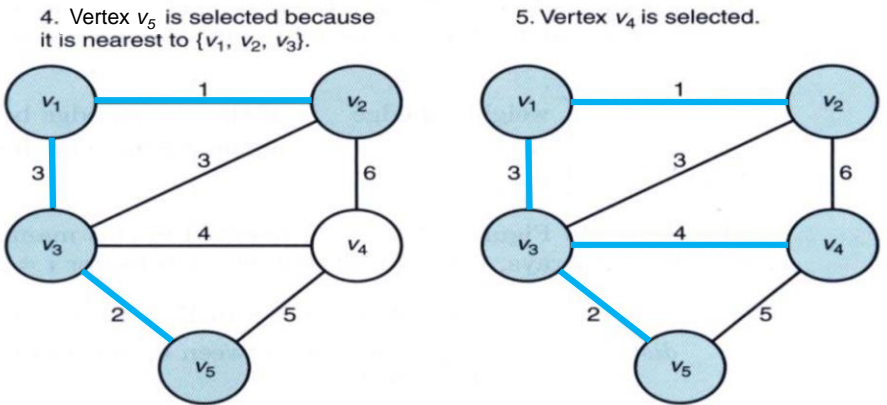 4. Vertex v5 is selected because
it is nearest to {v1, v2, v3}.
v1
1
v2
3
3
6
v3
4
v4
2
5
v5
5. Vertex v4 is selected.
v1
1
v2
3
3
6
v3
4
v4
2
5
v5